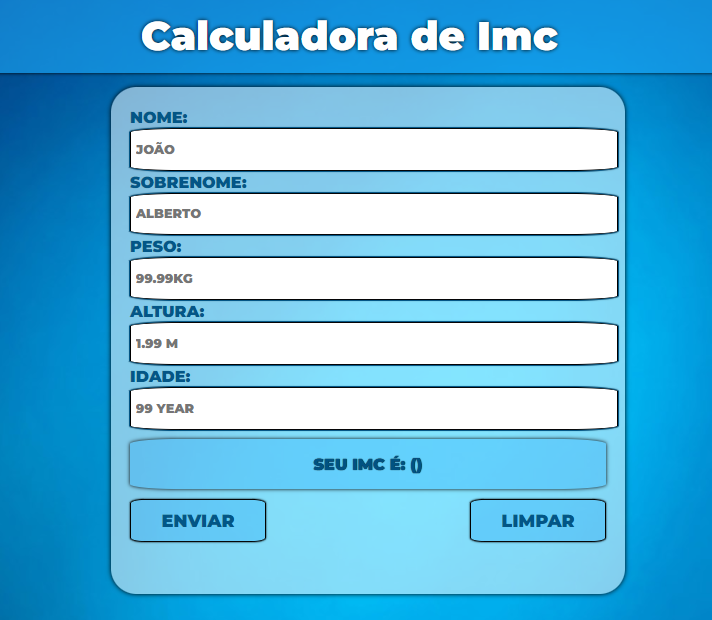 Calculadora de Imc
NOME:
JOÃO
SOBRENOME:
ALBERTO
PESO:
99.99KG
ALTURA:
1.99 M
IDADE:
99 YEAR
SEU IMC É: ()
ENVIAR
LIMPAR